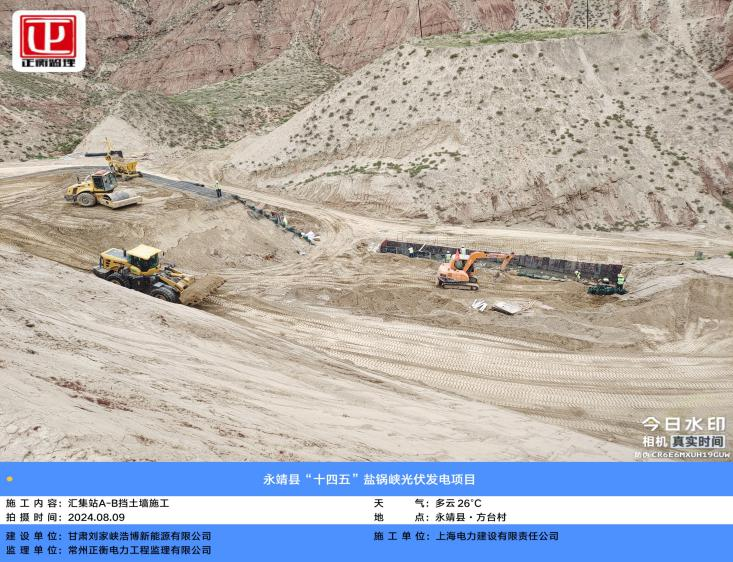 正衡监理
今日水印
相机 真实时间
防伪 CR6E6MXUH19GUW
永靖县“十四五”盐锅峡光伏发电项目
施工内容：汇集站A-B挡土墙施工
天 气：多云 26°C
拍摄时间：2024.08.09
地 点：永靖县·方台村
建设单位：甘肃刘家峡浩博新能源有限公司
施工单位：上海电力建设有限责任公司
监理单位：常州正衡电力工程监理有限公司